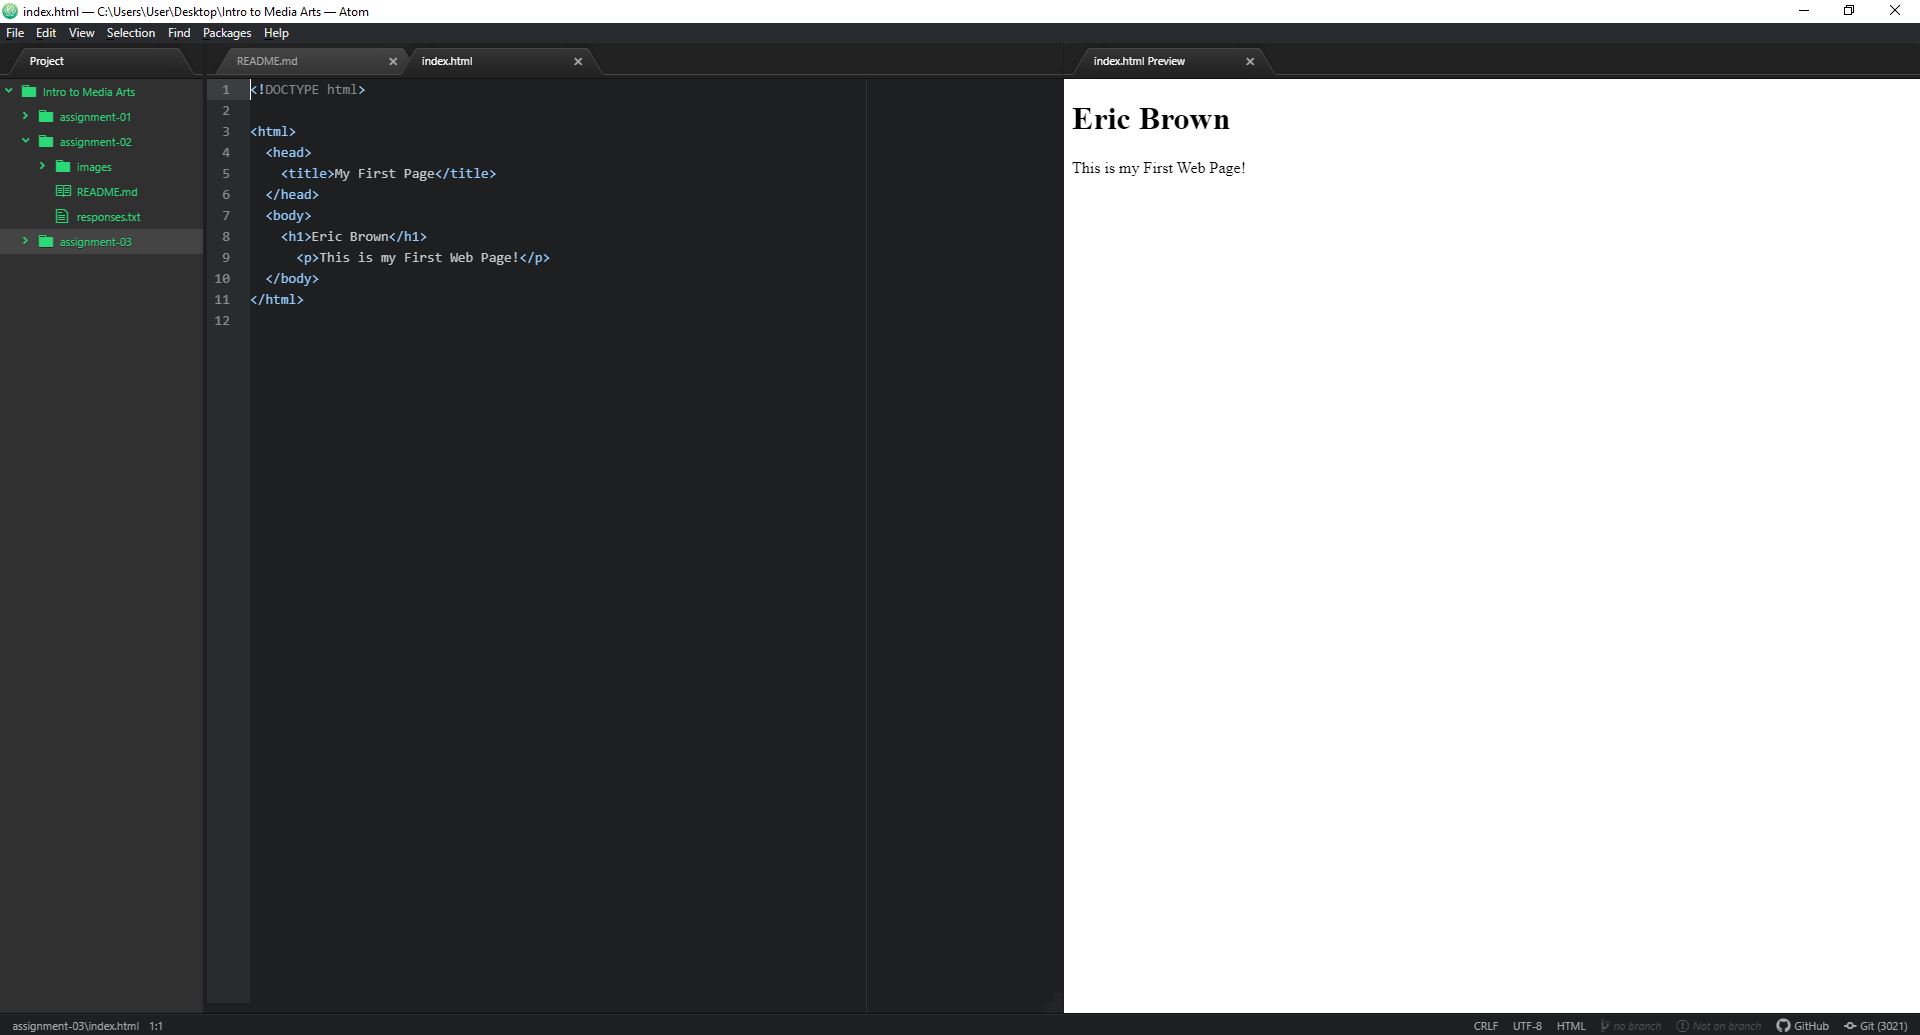 index.html — C:\Users\User\Desktop\Intro to Media Arts — Atom
File Edit View Selection Find Packages Help
Project
README.md
index.html
index.html Preview
Intro to Media Arts
assignment-01
assignment-02
images
README.md
responses.txt
assignment-03
1 <!DOCTYPE html>
2
3 <html>
4 <head>
5 <title>My First Page</title>
6 </head>
7 <body>
8 <h1>Eric Brown</h1>
9 <p>This is my First Web Page!</p>
10 </body>
11 </html>
12
Eric Brown
This is my First Web Page!
assignment-03\index.html 1:1
CRLF UTF-8 HTML no branch Not on branch GitHub Git (3021)